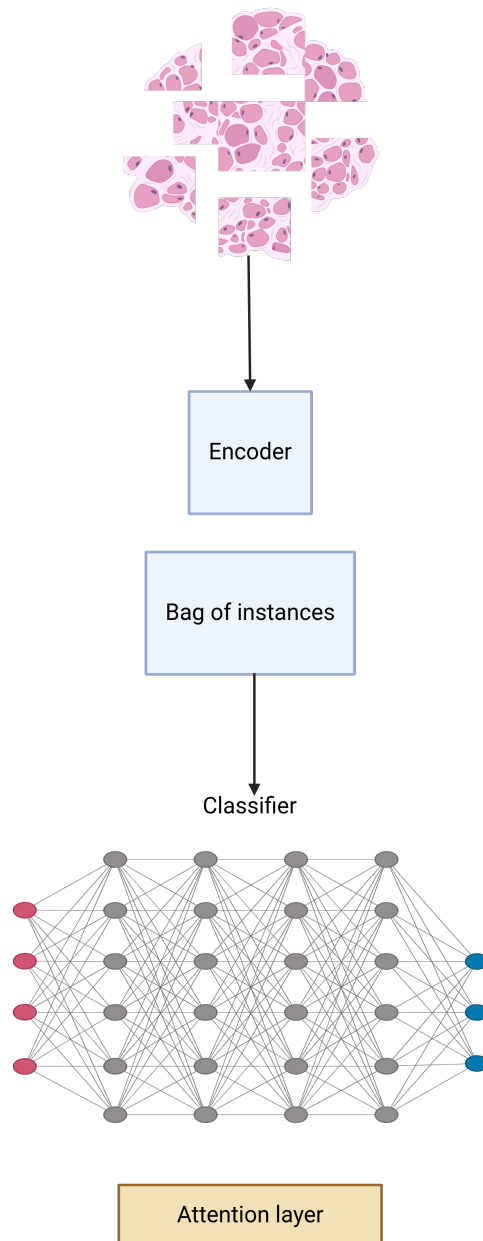 Encoder
Bag of instances
Classifier
Attention layer